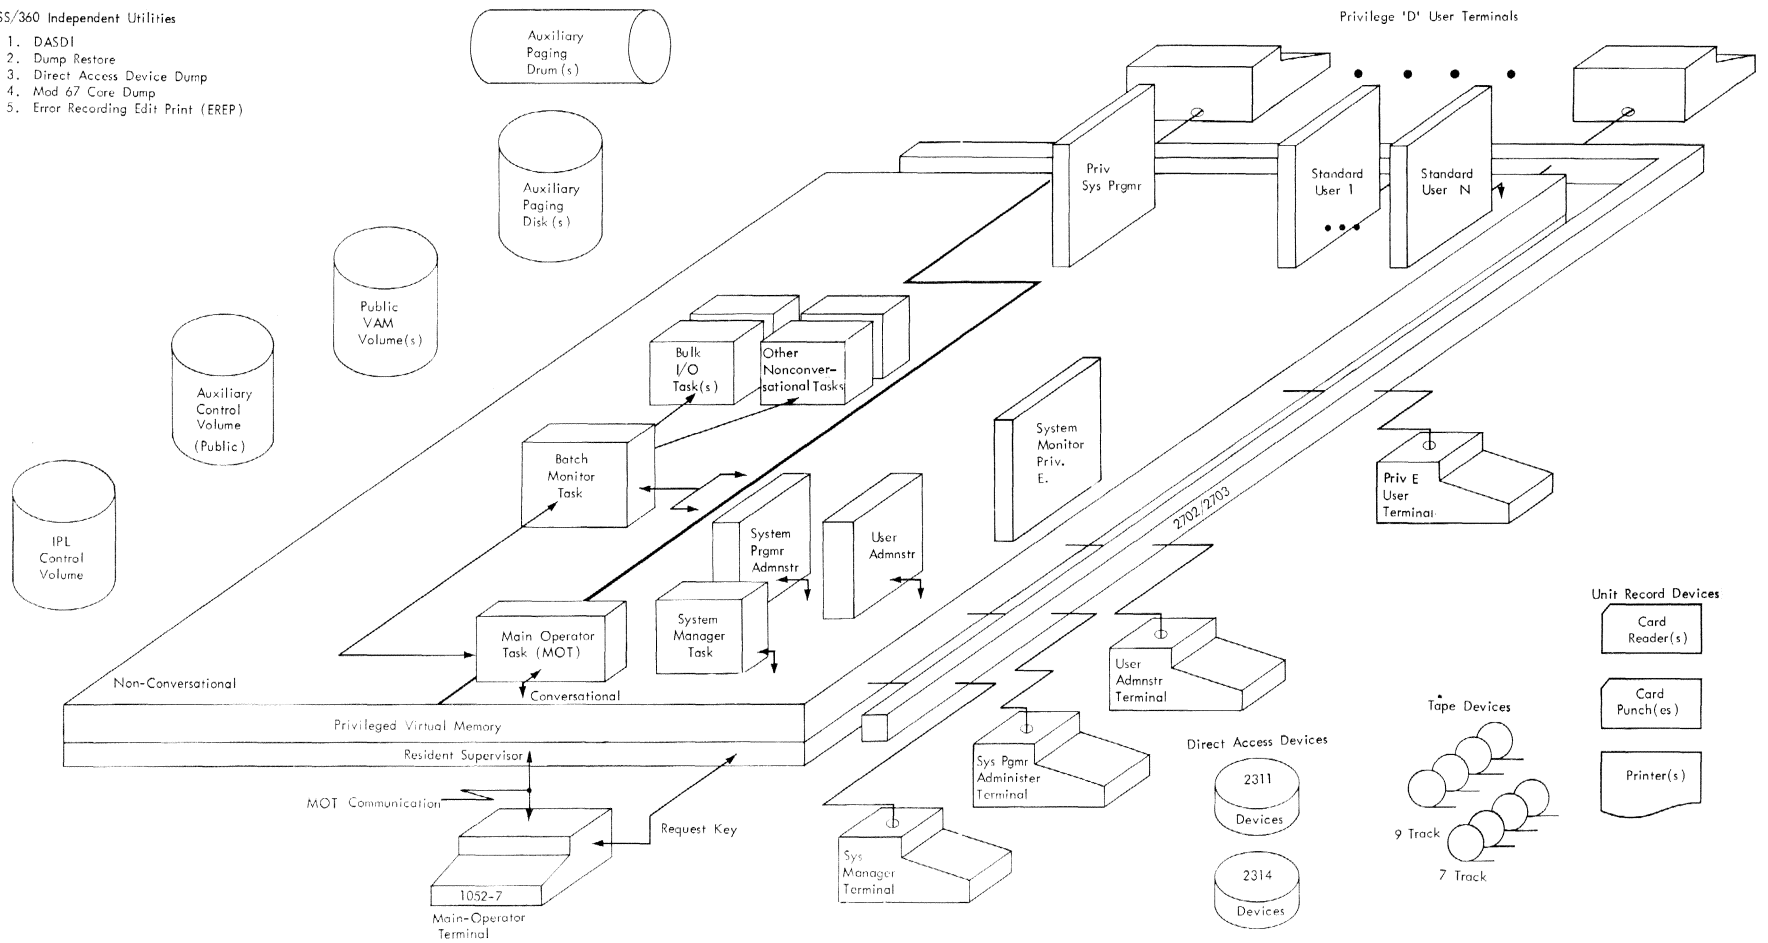 SS/360 Independent Utilities
1. DASDI
2. Dump Restore
3. Direct Access Device Dump
4. Mod 67 Core Dump
5. Error Recording Edit Print (EREP)
Auxiliary
Paging
Drum(s)
Privilege 'D' User Terminals
Auxiliary
Paging
Disk(s)
Priv
Sys Prgmr
Standard
User 1
Standard
User N
Public
VAM
Volume(s)
Auxiliary
Control
Volume
(Public)
IPL
Control
Volume
Bulk
I/O
Task(s)
Other
Nonconver-
sational Tasks
Batch
Monitor
Task
System
Monitor
Priv.
E.
System
Prgmr
Admnstr
User
Admnstr
2702/2703
Priv E
User
Terminal
Main Operator
Task (MOT)
System
Manager
Task
Non-Conversational
Conversational
Privileged Virtual Memory
Resident Supervisor
MOT Communication
Request Key
1052-7
Main-Operator
Terminal
User
Admnstr
Terminal
Sys Pgmr
Administer
Terminal
Sys
Manager
Terminal
Direct Access Devices
2311
Devices
2314
Devices
Tape Devices
9 Track
7 Track
Unit Record Devices
Card
Reader(s)
Card
Punch(es)
Printer(s)